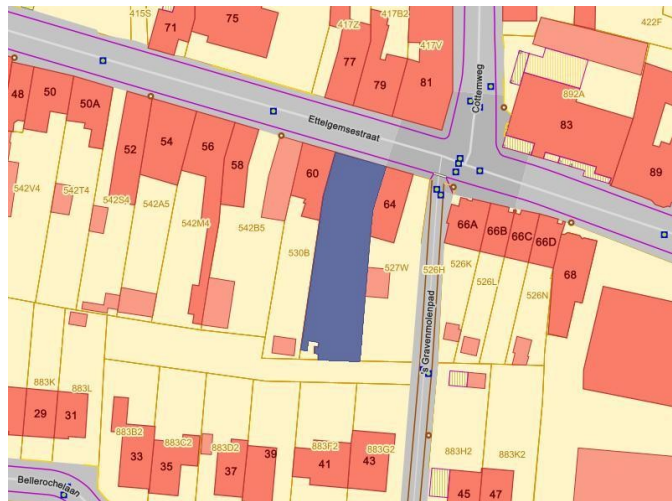 415S
71
75
417Z
417B2
417V
422F
77
79
81
Cottemweg
892A
83
89
48
50
50A
52
54
56
58
60
64
Ettelgemsestraat
542V4
542T4
542S4
542A5
542M4
542B5
530B
527W
526H
's Gravenmolenpad
66A
66B
66C
66D
68
526K
526L
526N
883K
883L
29
31
883B2
33
883C2
35
883D2
37
39
883F2
41
883G2
43
883H2
883K2
45
47
Bellerochelaan